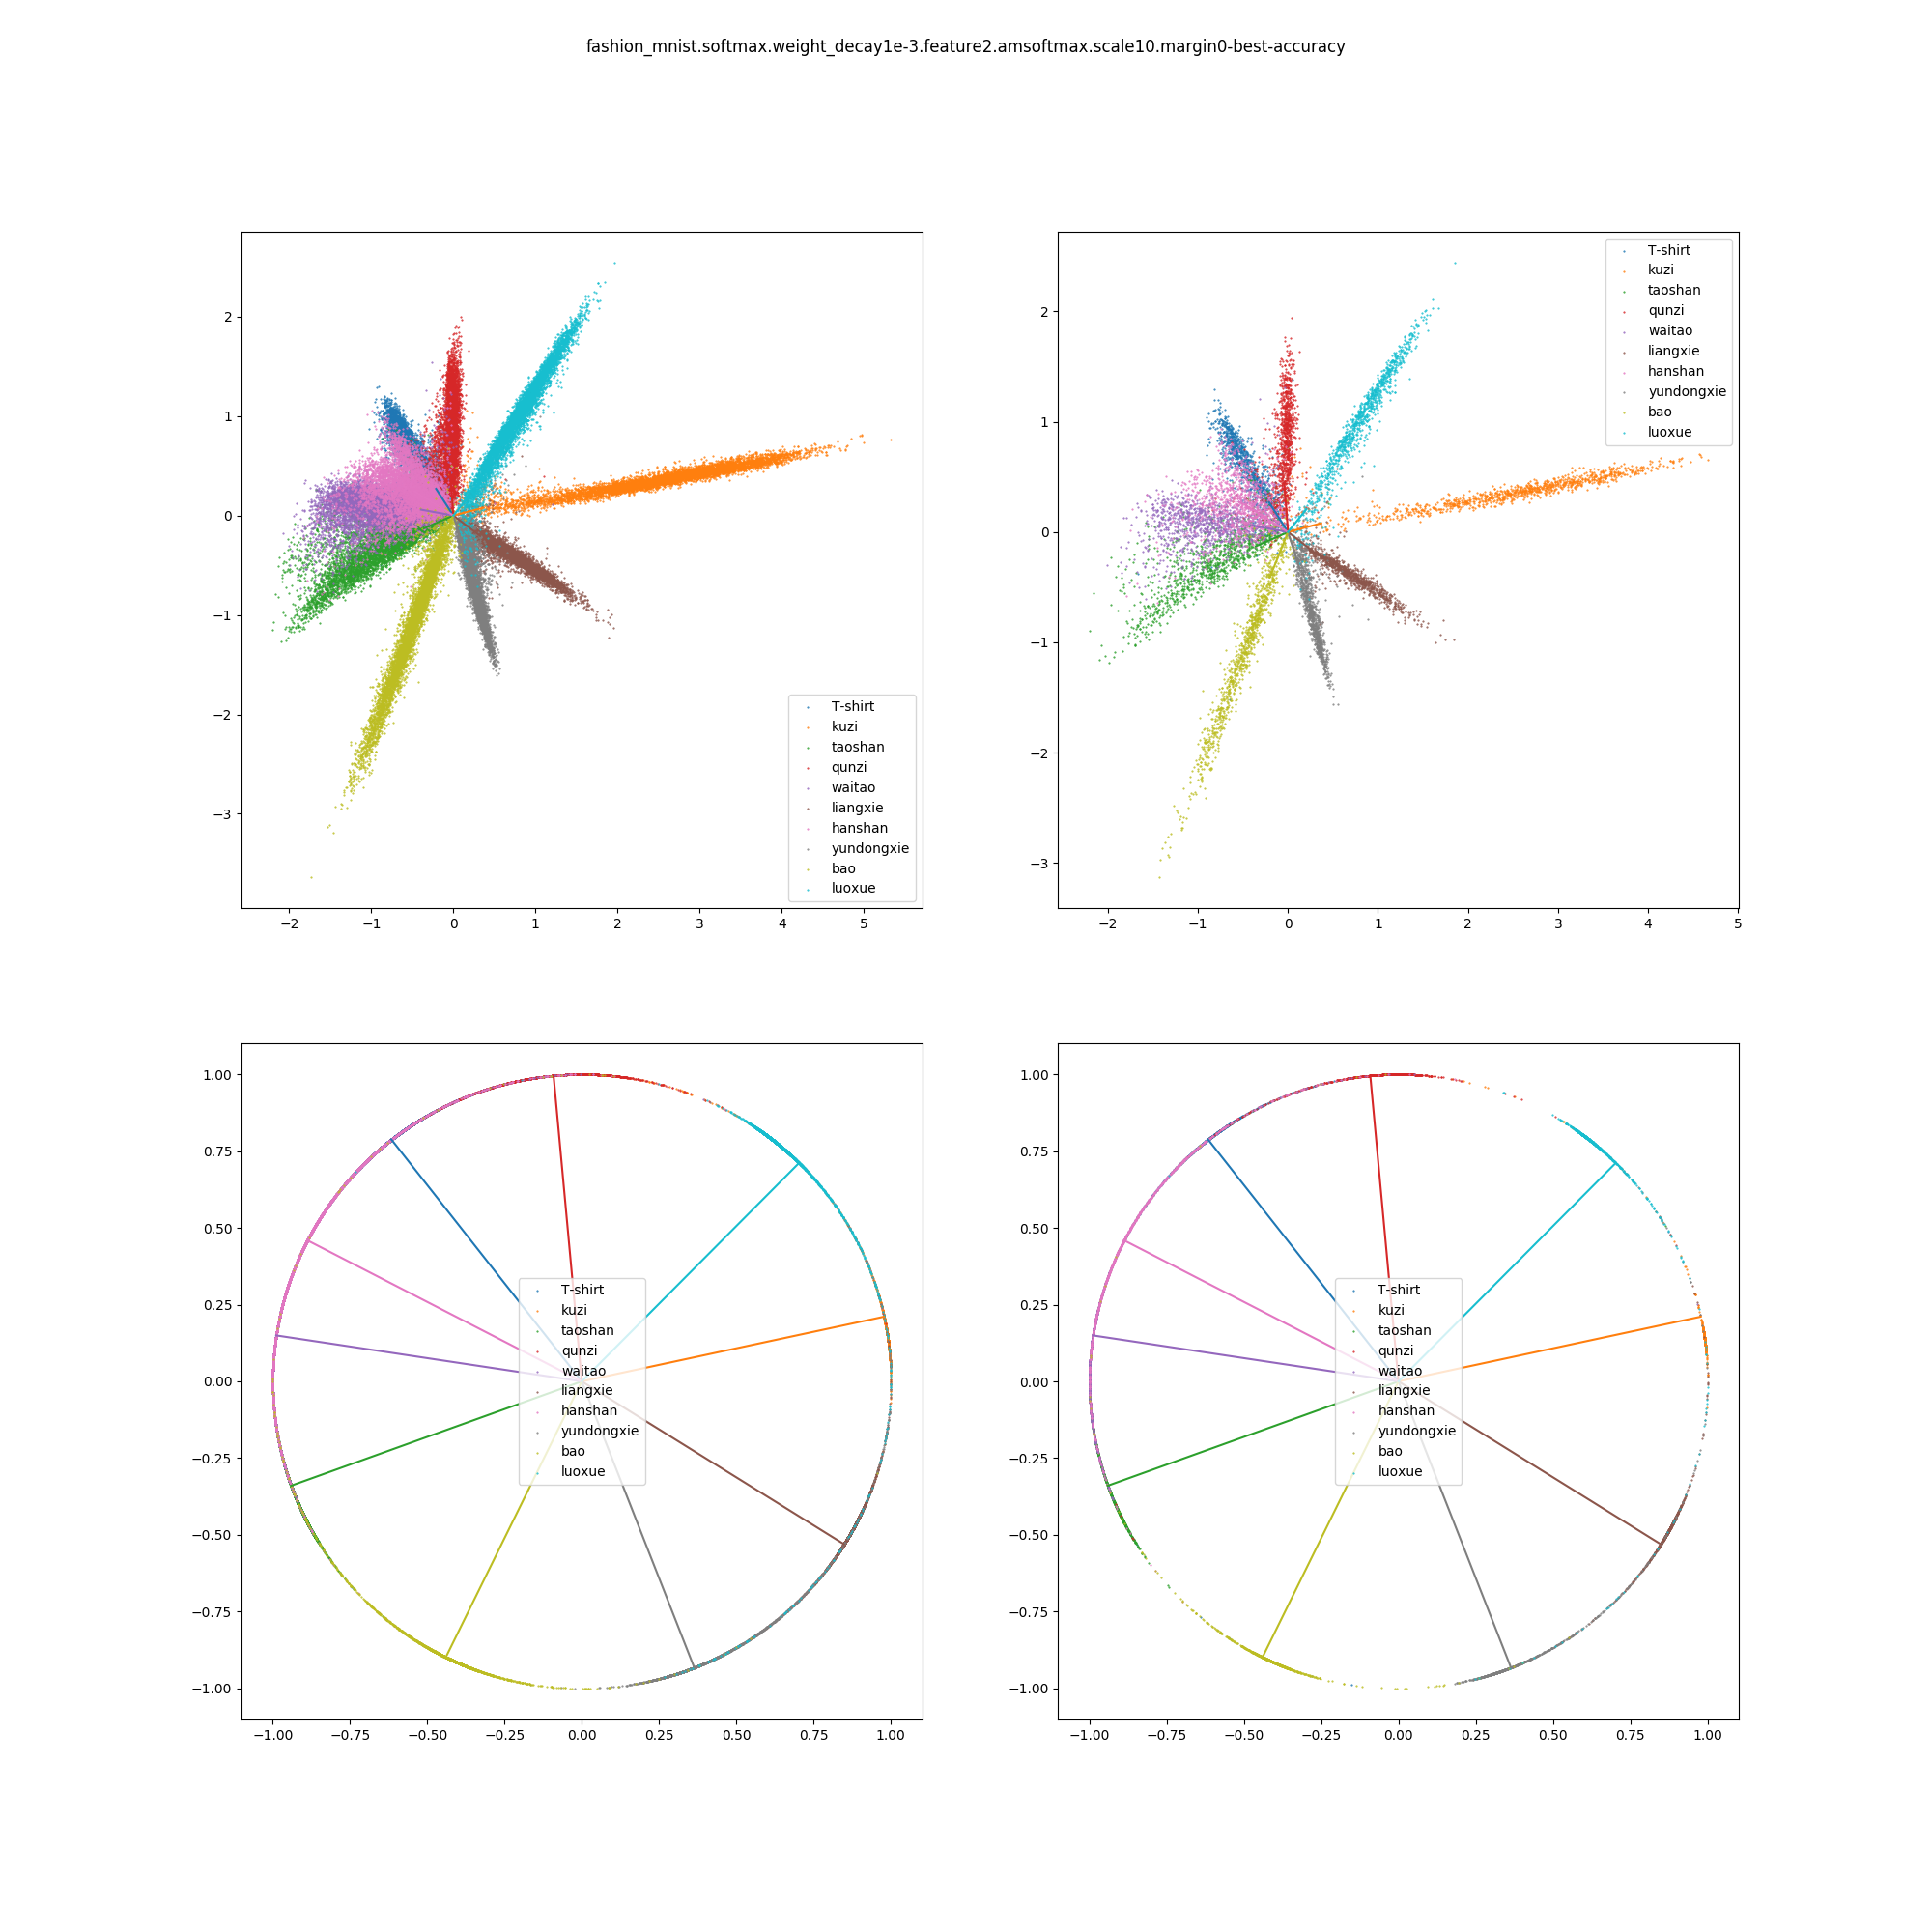 fashion_mnist.softmax.weight_decay1e-3.feature2.amsoftmax.scale10.margin0-best-accuracy
2
1
0
−1
−2
−3
−2
−1
0
1
2
3
4
5
T-shirt
kuzi
taoshan
qunzi
waitao
liangxie
hanshan
yundongxie
bao
luoxue
2
1
0
−1
−2
−3
−2
−1
0
1
2
3
4
5
T-shirt
kuzi
taoshan
qunzi
waitao
liangxie
hanshan
yundongxie
bao
luoxue
1.00
0.75
0.50
0.25
0.00
−0.25
−0.50
−0.75
−1.00
−1.00
−0.75
−0.50
−0.25
0.00
0.25
0.50
0.75
1.00
T-shirt
kuzi
taoshan
qunzi
waitao
liangxie
hanshan
yundongxie
bao
luoxue
1.00
0.75
0.50
0.25
0.00
−0.25
−0.50
−0.75
−1.00
−1.00
−0.75
−0.50
−0.25
0.00
0.25
0.50
0.75
1.00
T-shirt
kuzi
taoshan
qunzi
waitao
liangxie
hanshan
yundongxie
bao
luoxue